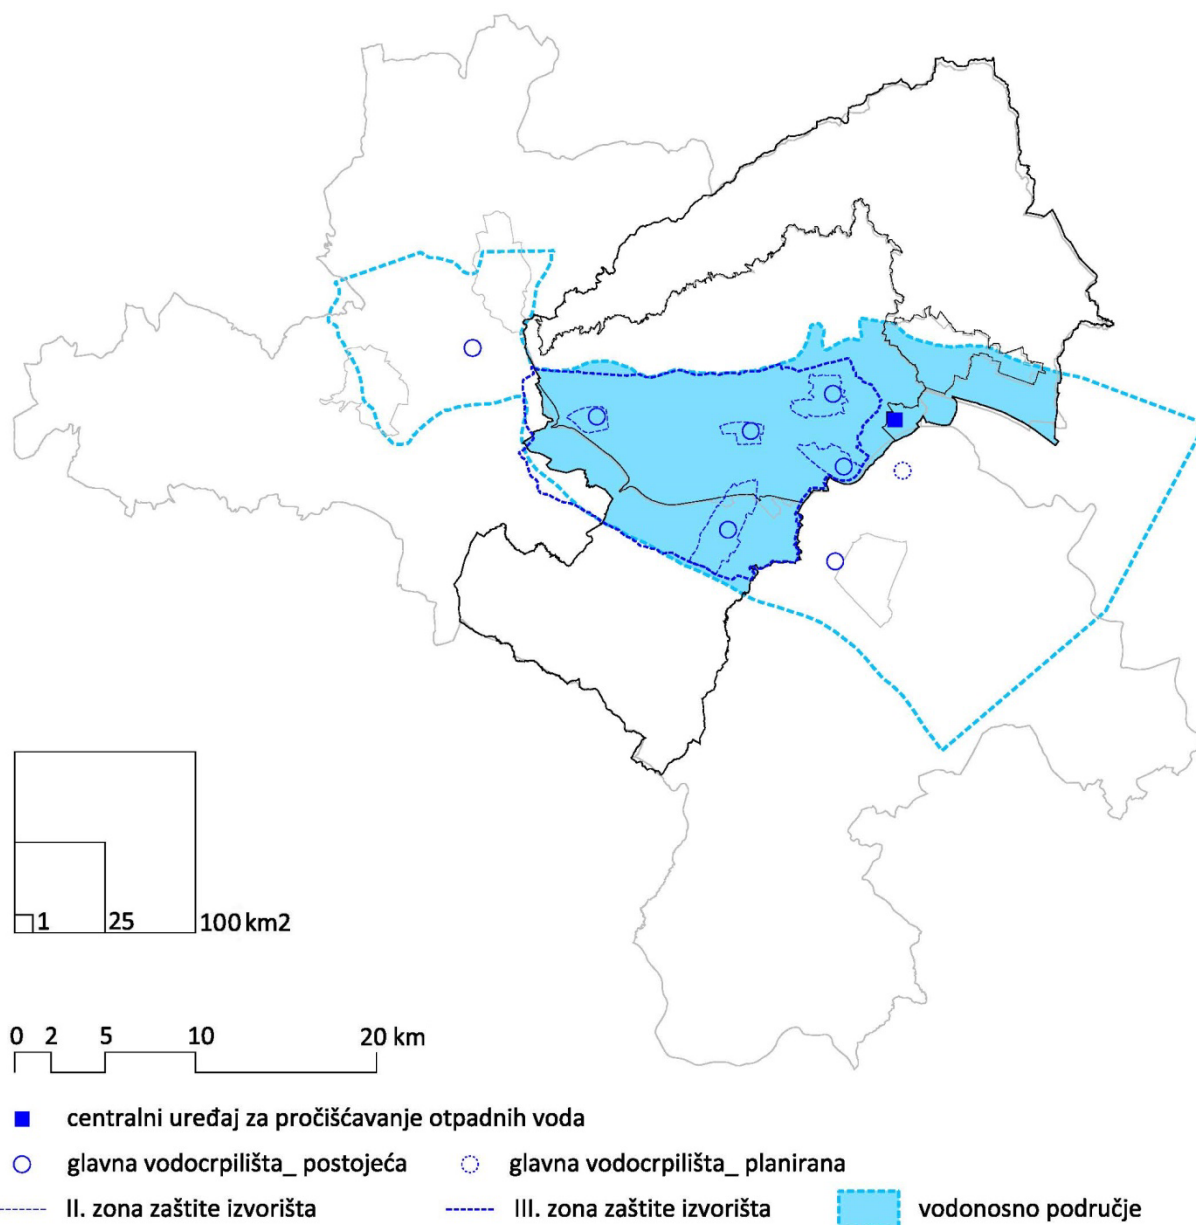 1
25
100 km2
0 2 5 10 20 km
centralni uređaj za pročišćavanje otpadnih voda
glavna vodocrpilišta_ postojeća glavna vodocrpilišta_ planirana
II. zona zaštite izvorišta III. zona zaštite izvorišta vodonosno područje